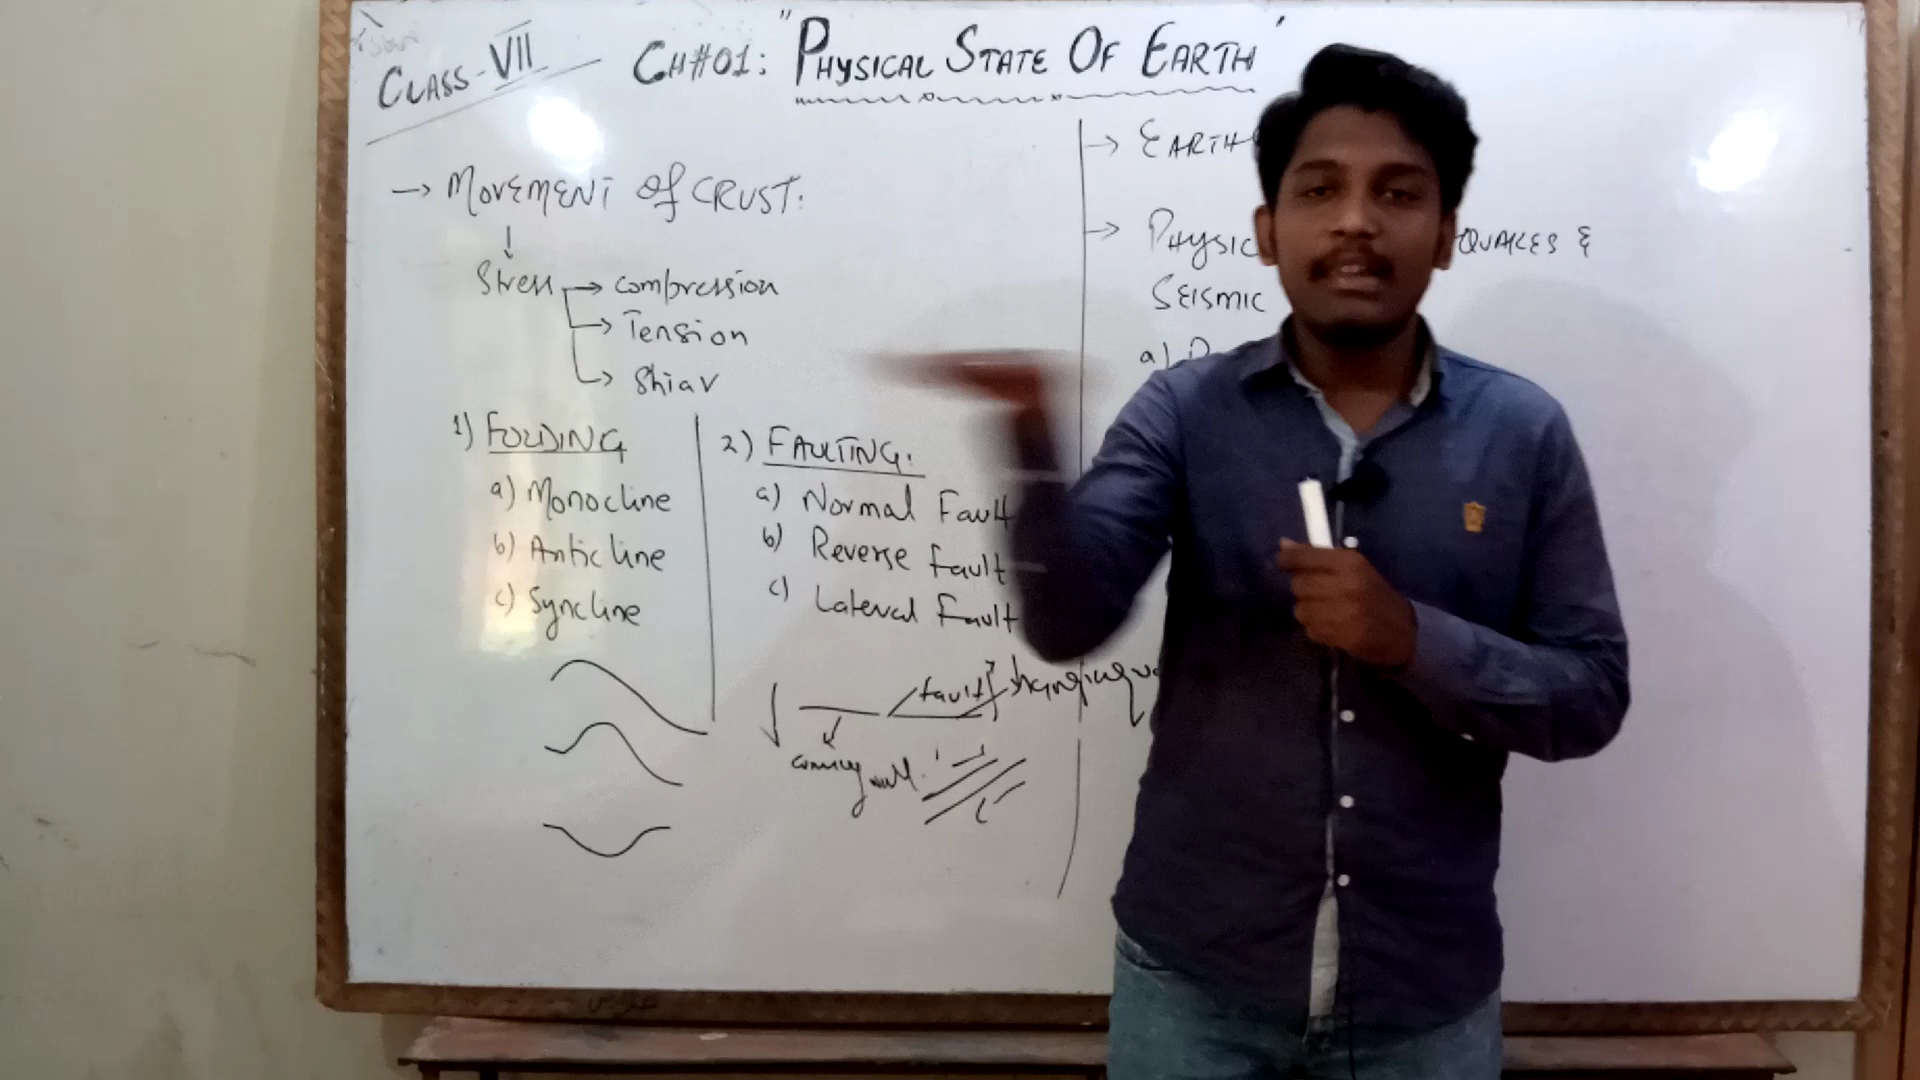 CLASS-VII
CH#01: "PHYSICAL STATE OF EARTH"
→ MOVEMENT Of CRUST:
Stress → compression
→ Tension
→ Shiar
1) FOLDING
a) Monocline
b) Anticline
c) Syncline
2) FAULTING:
a) Normal Fault
b) Reverse fault
c) Lateral Fault
fault
→ EARTH
→ PHYSIC QUAKES &
SEISMIC
a)